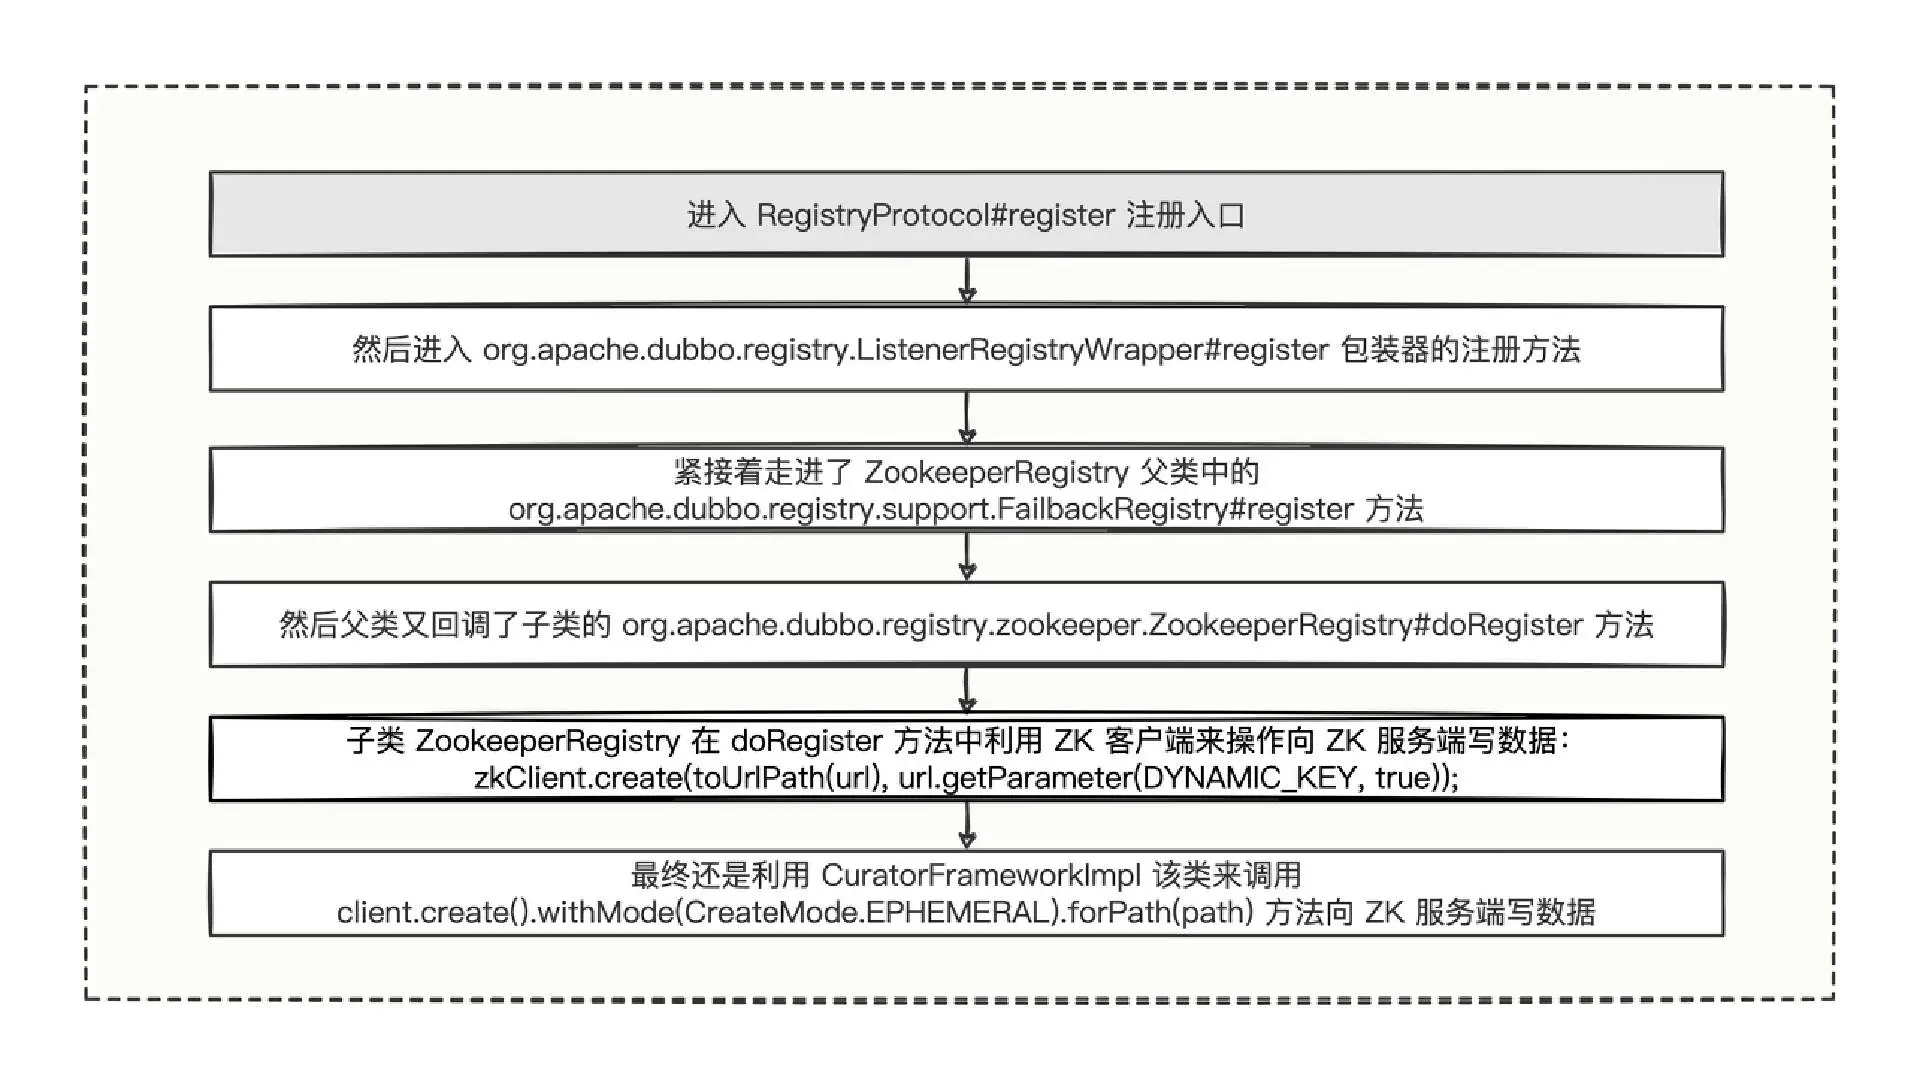 进入 RegistryProtocol#register 注册入口
然后进入 org.apache.dubbo.registry.ListenerRegistryWrapper#register 包装器的注册方法
紧接着走进了 ZookeeperRegistry 父类中的
org.apache.dubbo.registry.support.FailbackRegistry#register 方法
然后父类又回调了子类的 org.apache.dubbo.registry.zookeeper.ZookeeperRegistry#doRegister 方法
子类 ZookeeperRegistry 在 doRegister 方法中利用 ZK 客户端来操作向 ZK 服务端写数据：
zkClient.create(toUrlPath(url), url.getParameter(DYNAMIC_KEY, true));
最终还是利用 CuratorFrameworkImpl 该类来调用
client.create().withMode(CreateMode.EPHEMERAL).forPath(path) 方法向 ZK 服务端写数据